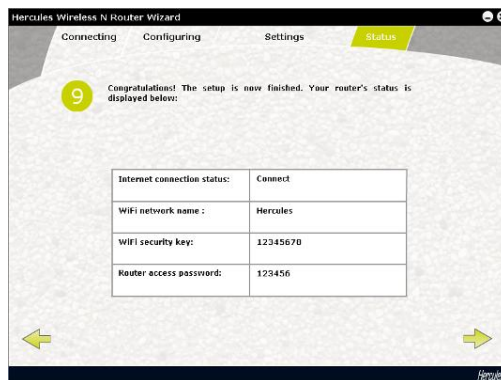 Hercules Wireless N Router Wizard
Connecting Configuring Settings Status
9
Congratulations! The setup is now finished. Your router's status is
displayed below:
Internet connection status: Connect
WiFi network name : Hercules
WiFi security key: 12345678
Router access password: 123456